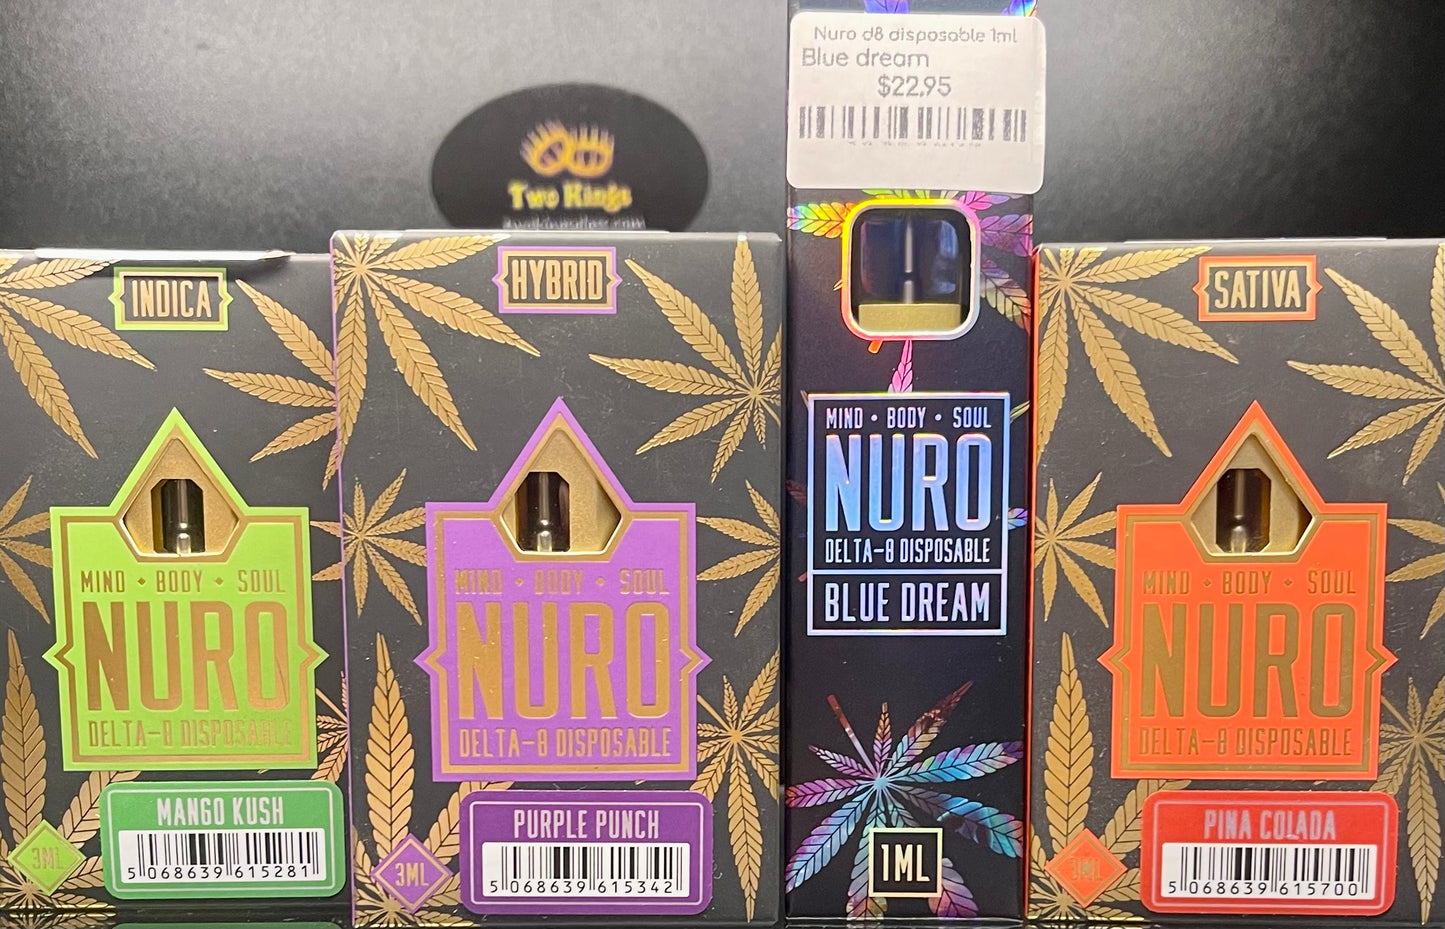 Two Kings
INDICA
MIND • BODY • SOUL
NURO
DELTA-8 DISPOSABLE
MANGO KUSH
5 068639 615281
3ML
HYBRID
MIND • BODY • SOUL
NURO
DELTA-8 DISPOSABLE
PURPLE PUNCH
5 068639 615342
3ML
Nuro d8 disposable 1ml
Blue dream
$22.95
MIND • BODY • SOUL
NURO
DELTA-8 DISPOSABLE
BLUE DREAM
1ML
SATIVA
MIND • BODY • SOUL
NURO
DELTA-8 DISPOSABLE
PINA COLADA
5 068639 615700
3ML